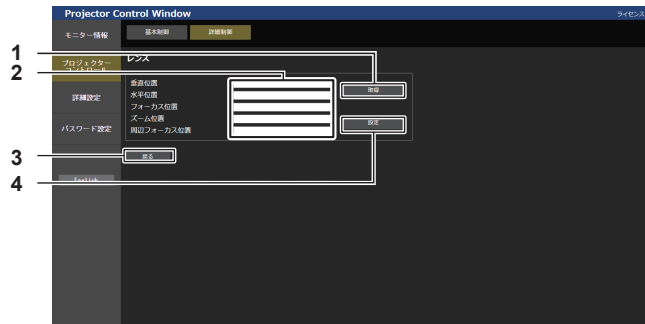 Projector Control Window
ライセンス
モニター情報
基本制御
詳細制御
1
2
プロジェクター
コントロール
レンズ
垂直位置
水平位置
フォーカス位置
ズーム位置
周辺フォーカス位置
取得
設定
詳細設定
パスワード設定
3
戻る
4
English